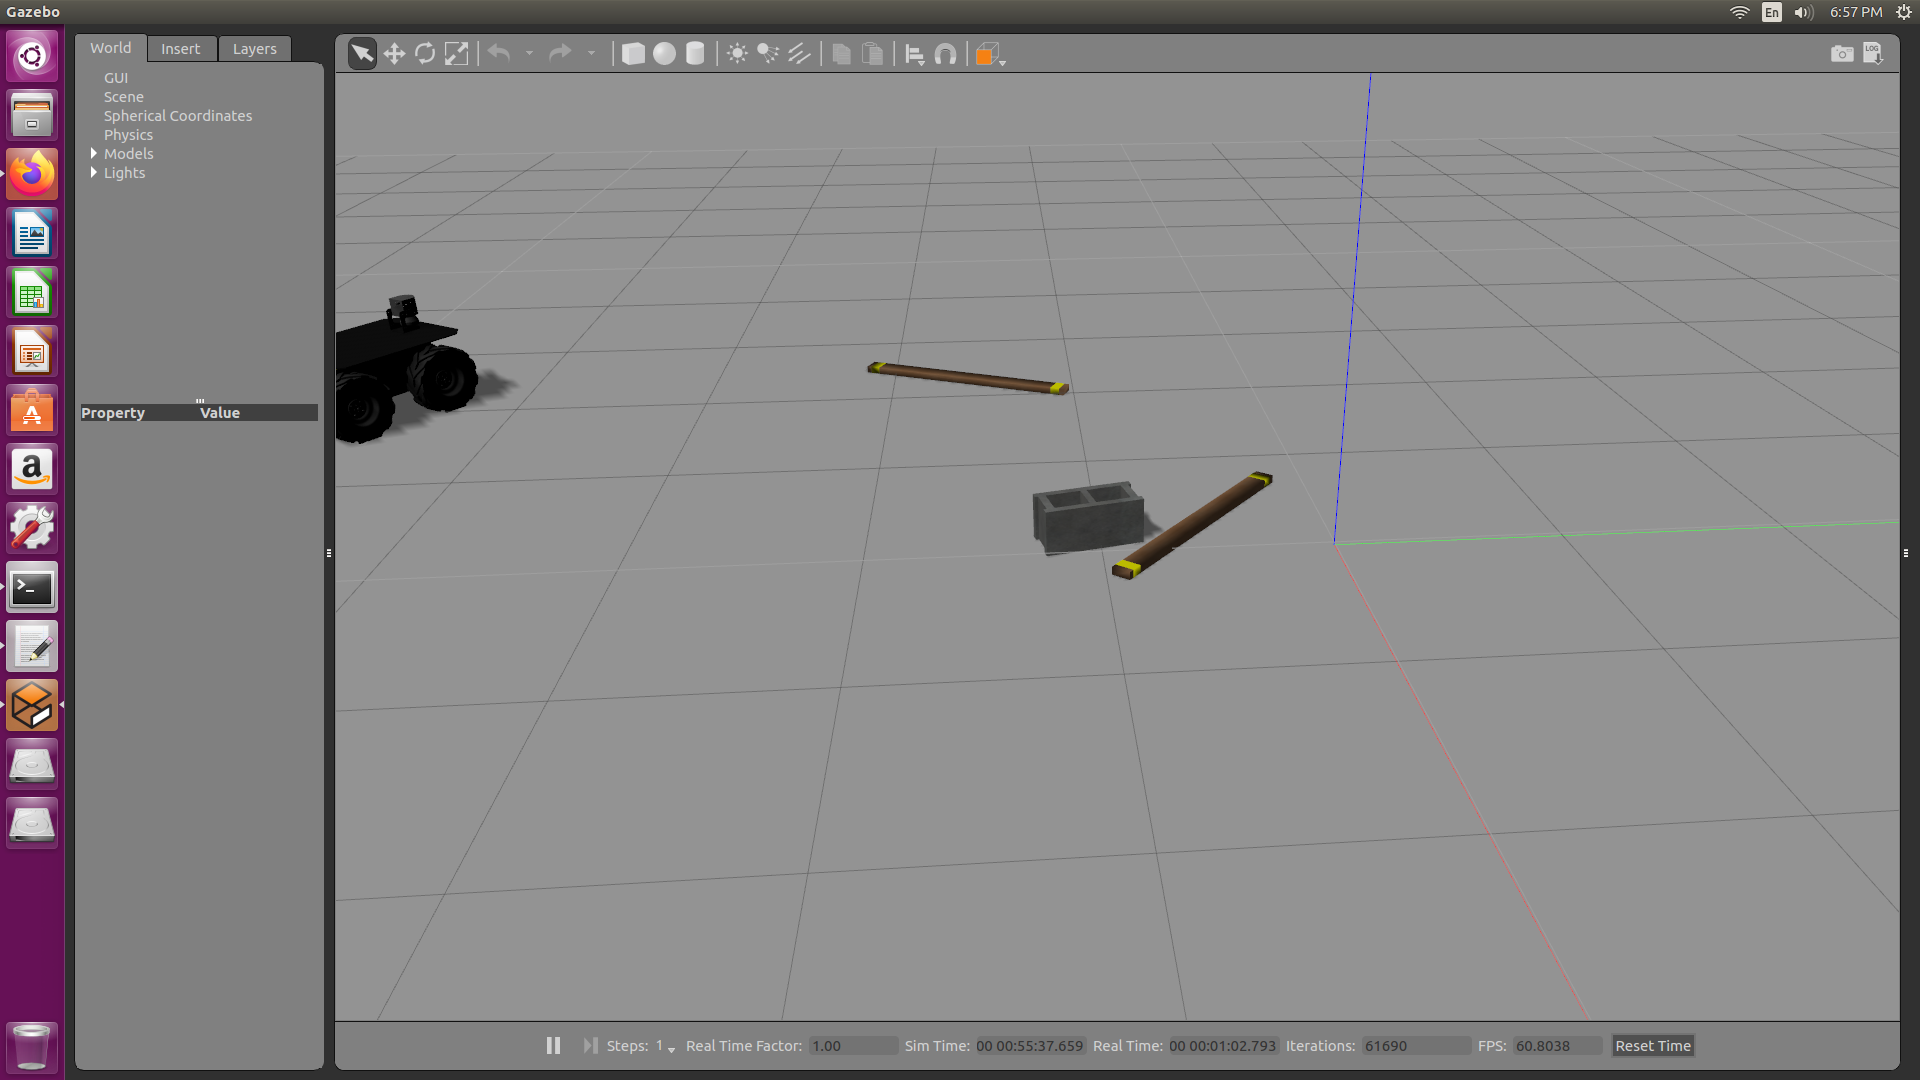 Gazebo
En
6:57 PM
World Insert Layers
LOG
GUI
Scene
Spherical Coordinates
Physics
Models
Lights
Property Value
a
>_
Steps: 1 Real Time Factor: 1.00 Sim Time: 00 00:55:37.659 Real Time: 00 00:01:02.793 Iterations: 61690 FPS: 60.8038 Reset Time